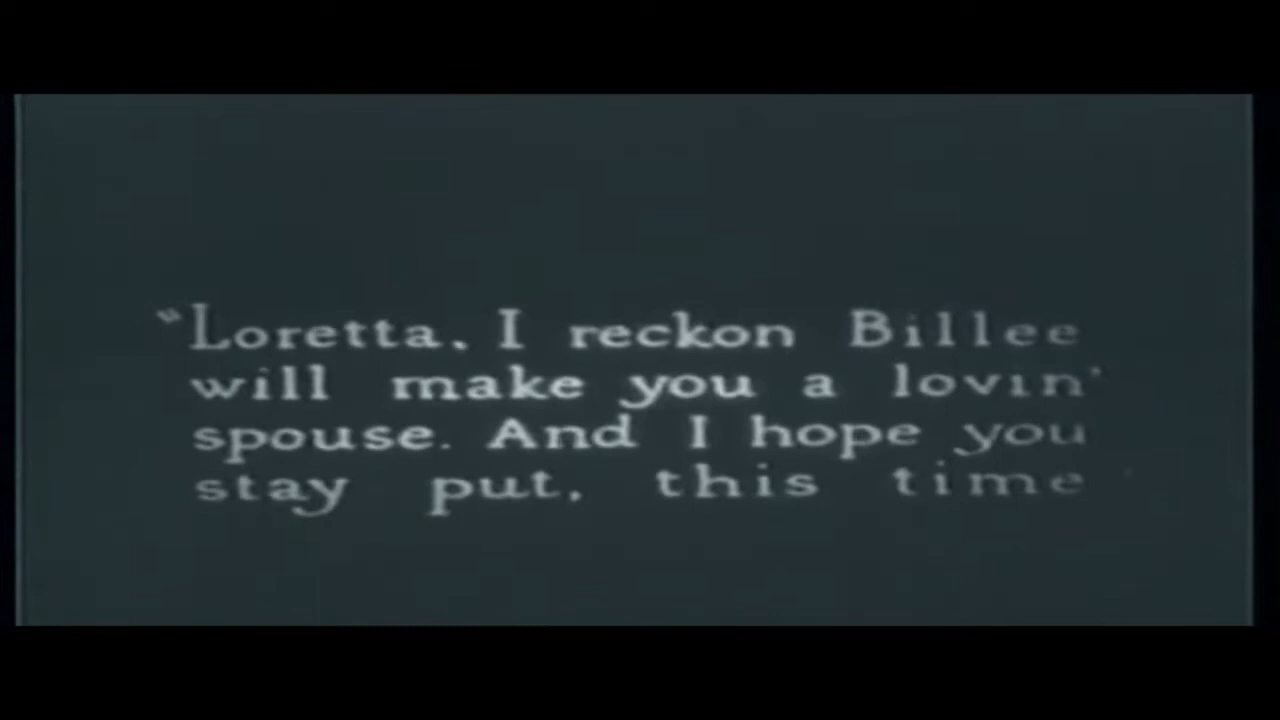 "Loretta, I reckon Billee
will make you a lovin'
spouse. And I hope you
stay put, this time